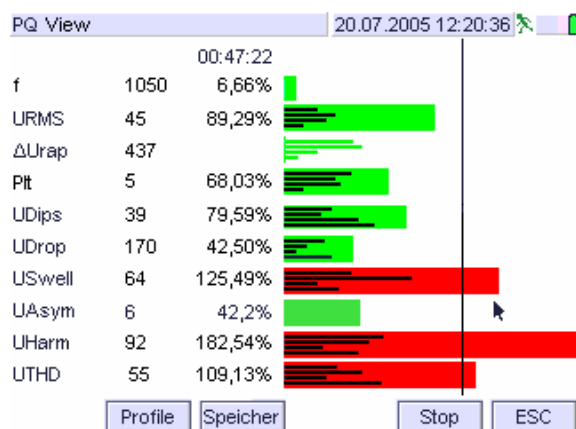 PQ View 20.07.2005 12:20:36
00:47:22
f 1050 6,66%
URMS 45 89,29%
ΔUrap 437
Plt 5 68,03%
UDips 39 79,59%
UDrop 170 42,50%
USwell 64 125,49%
UAsym 6 42,2%
UHarm 92 182,54%
UTHD 55 109,13%
Profile Speicher Stop ESC